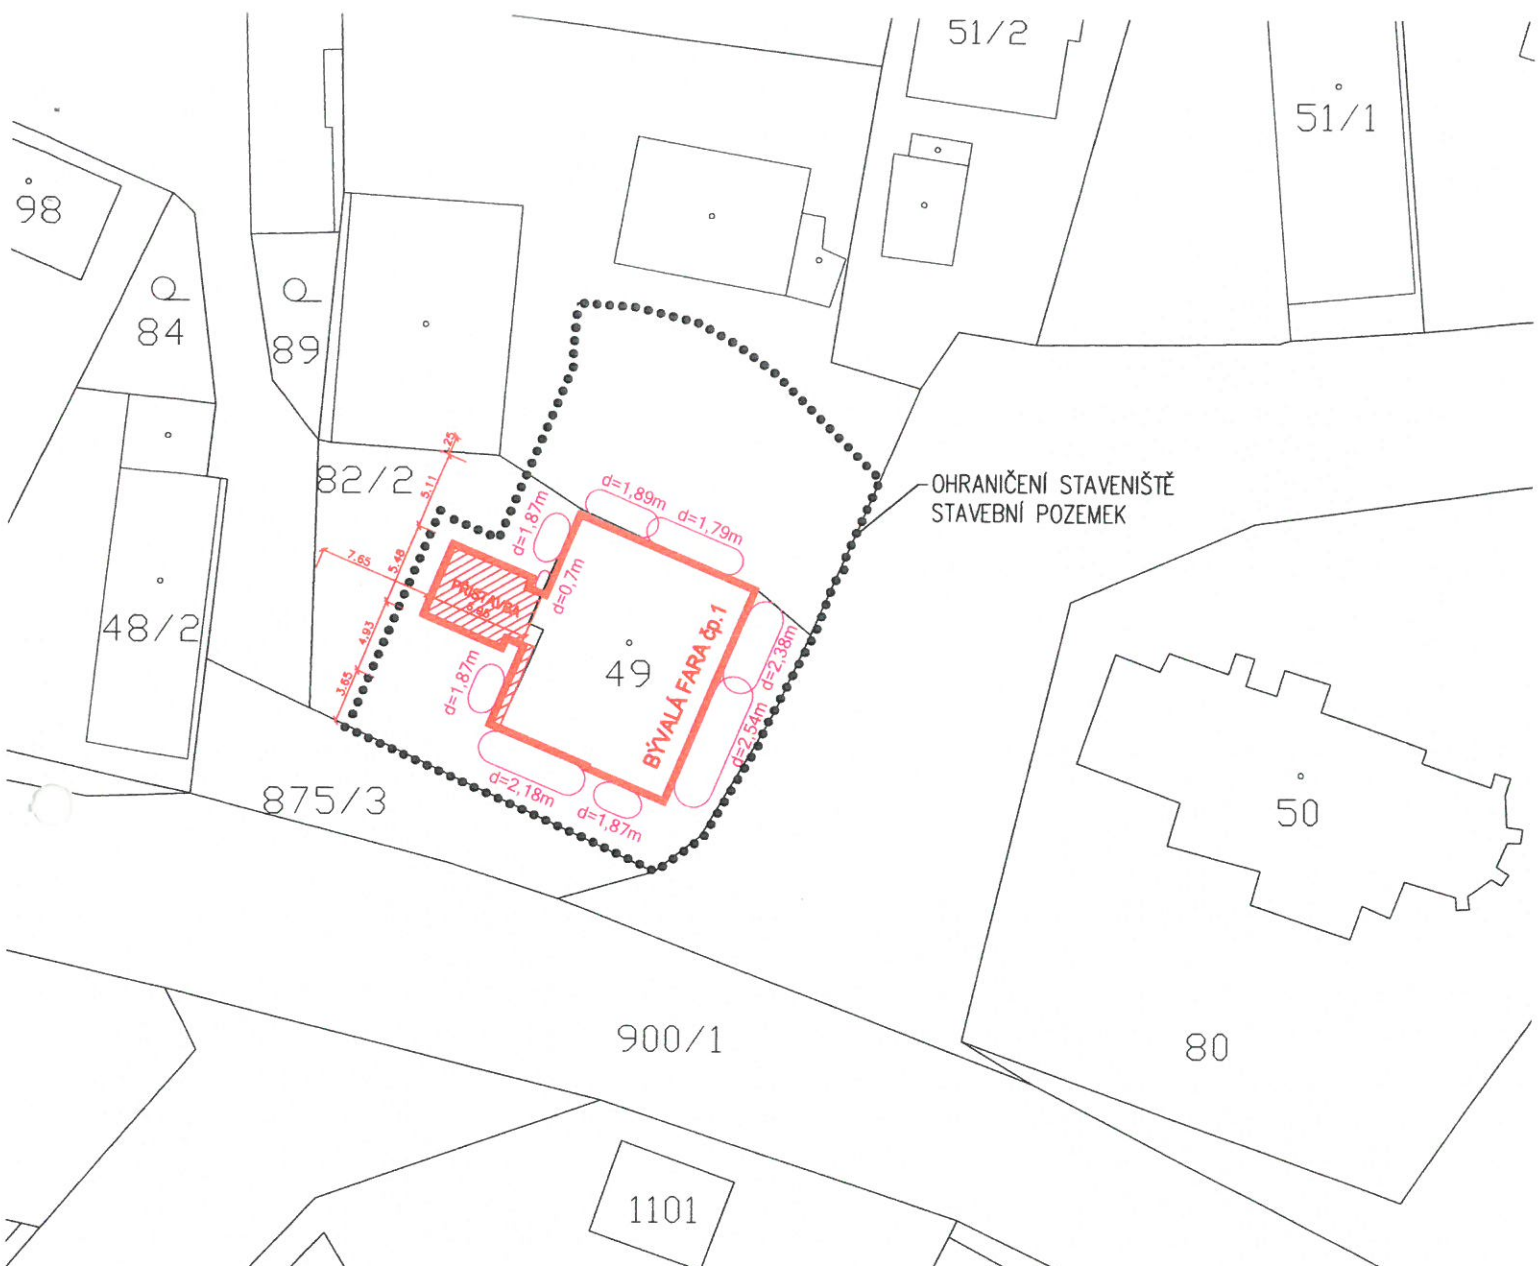 51/2
51/1
98
84
89
82/2
OHRANIČENÍ STAVENIŠTĚ
STAVEBNÍ POZEMEK
.25
5.11
5.48
7.65
4.93
3.65
d=1,89m
d=1,79m
d=1,87m
d=0,7m
PŘÍSTAVBA
48/2
49
BÝVALÁ FARA čp.1
d=2,38m
d=2,54m
d=1,87m
d=2,18m
d=1,87m
875/3
50
900/1
80
1101